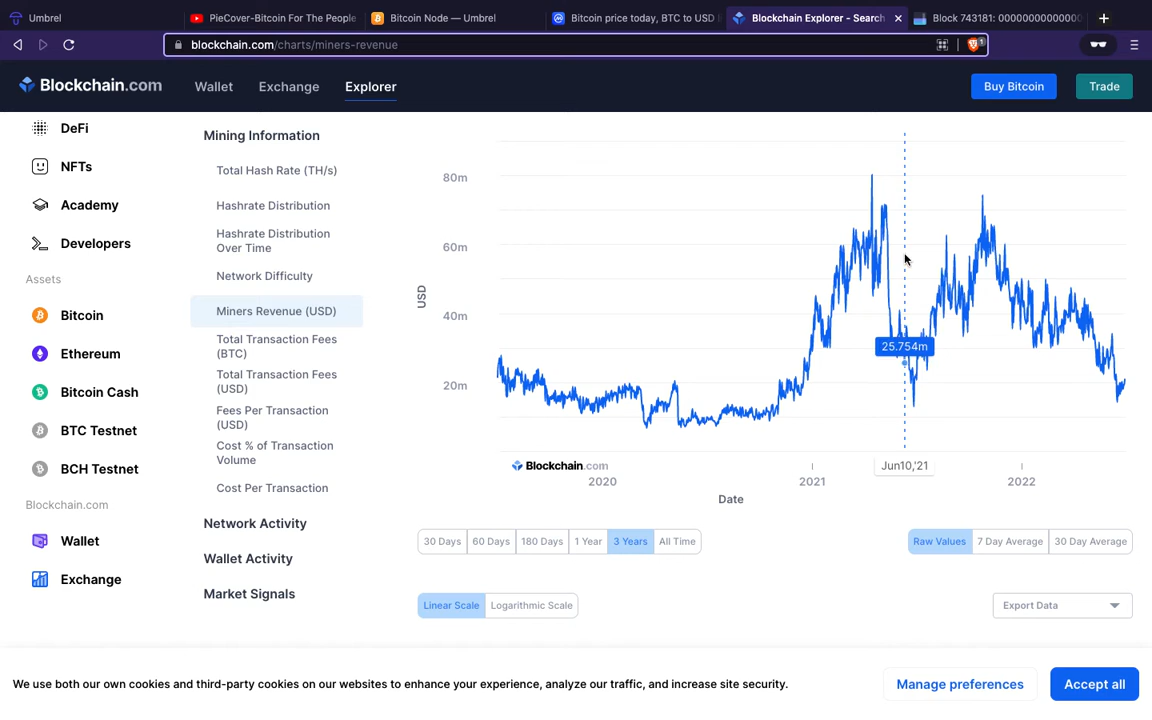 Umbrel
PieCover-Bitcoin For The People
Bitcoin Node — Umbrel
Bitcoin price today, BTC to USD
Blockchain Explorer - Search
Block 743181: 00000000000000
blockchain.com/charts/miners-revenue
1
Blockchain.com
Wallet
Exchange
Explorer
Buy Bitcoin
Trade
DeFi
NFTs
Academy
Developers
Assets
Bitcoin
Ethereum
Bitcoin Cash
BTC Testnet
BCH Testnet
Blockchain.com
Wallet
Exchange
Mining Information
Total Hash Rate (TH/s)
Hashrate Distribution
Hashrate Distribution
Over Time
Network Difficulty
Miners Revenue (USD)
Total Transaction Fees
(BTC)
Total Transaction Fees
(USD)
Fees Per Transaction
(USD)
Cost % of Transaction
Volume
Cost Per Transaction
Network Activity
Wallet Activity
Market Signals
80m
60m
USD
40m
20m
25.754m
Blockchain.com
Jun10,'21
2020
2021
2022
Date
30 Days
60 Days
180 Days
1 Year
3 Years
All Time
Raw Values
7 Day Average
30 Day Average
Linear Scale
Logarithmic Scale
Export Data
We use both our own cookies and third-party cookies on our websites to enhance your experience, analyze our traffic, and increase site security.
Manage preferences
Accept all